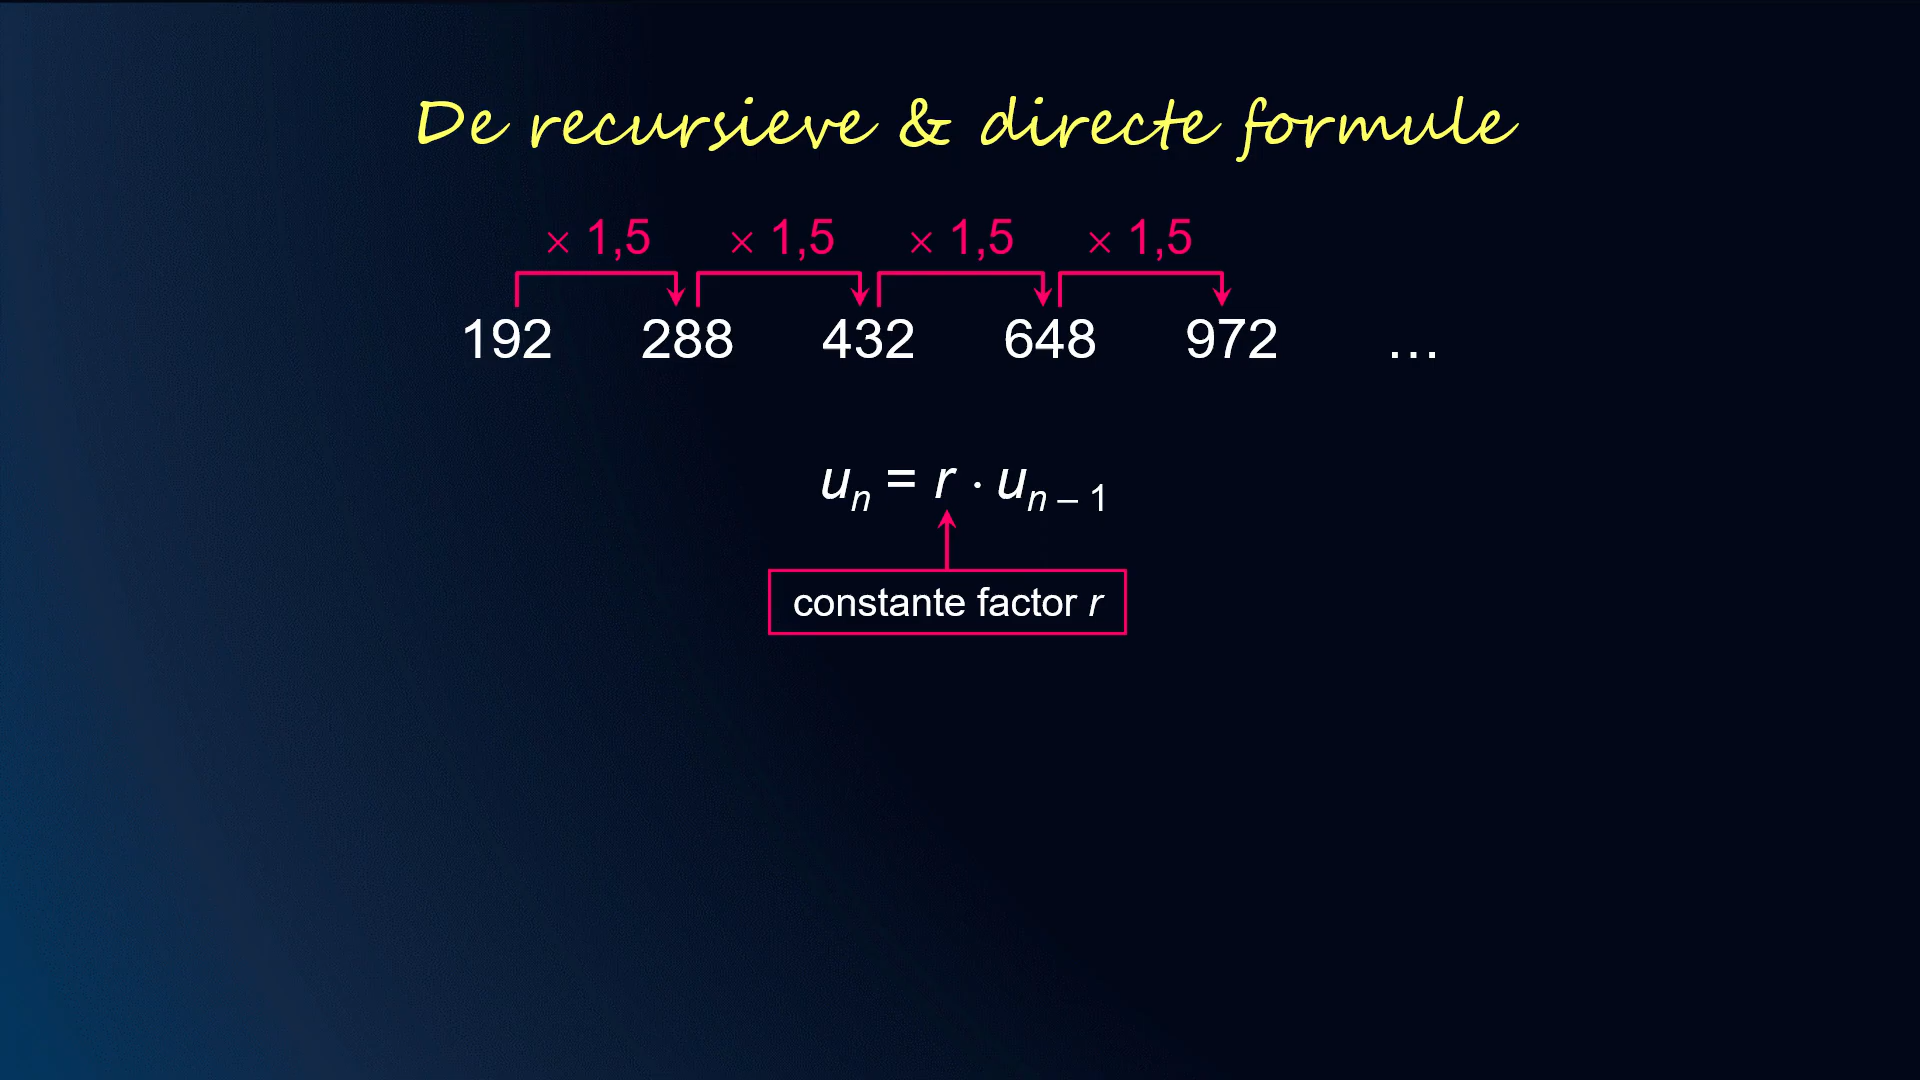 De recursieve & directe formule
× 1,5 × 1,5 × 1,5 × 1,5
192 288 432 648 972 …
uₙ = r · uₙ₋₁
constante factor r